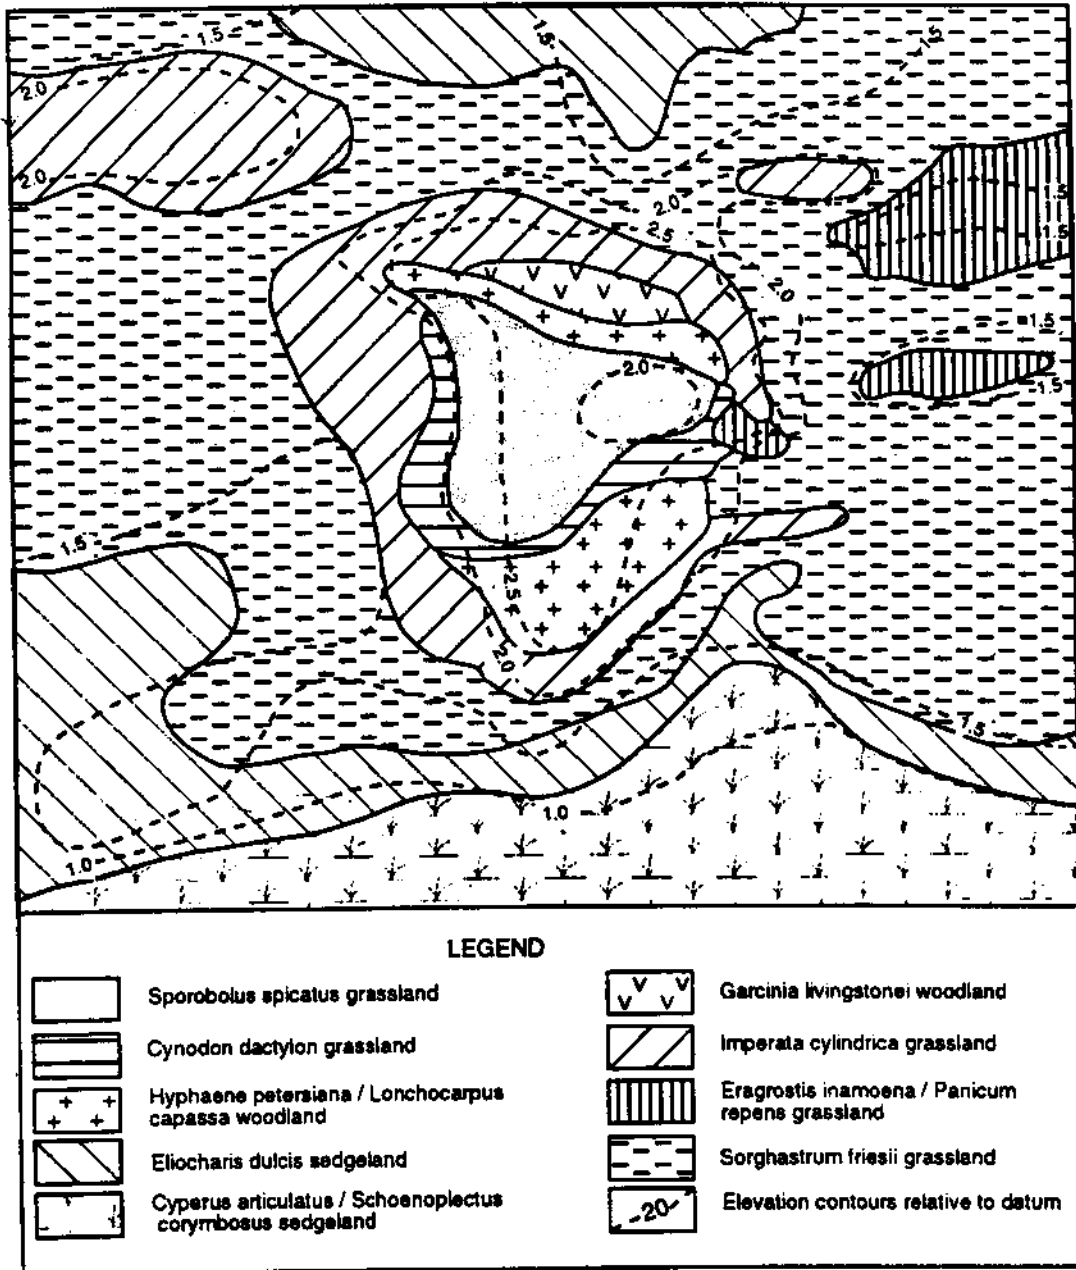 1.5
1.5
1.5
2.0
2.0
2.0
2.5
1.5
1.5
2.0
1.5
2.0
1.5
1.5
2.5
2.0
1.5
1.0
1.0
LEGEND
Sporobolus spicatus grassland
Cynodon dactylon grassland
Hyphaene petersiana / Lonchocarpus
capassa woodland
Eliocharis dulcis sedgeland
Cyperus articulatus / Schoenoplectus
corymbosus sedgeland
Garcinia livingstonei woodland
Imperata cylindrica grassland
Eragrostis inamoena / Panicum
repens grassland
Sorghastrum friesii grassland
20
Elevation contours relative to datum